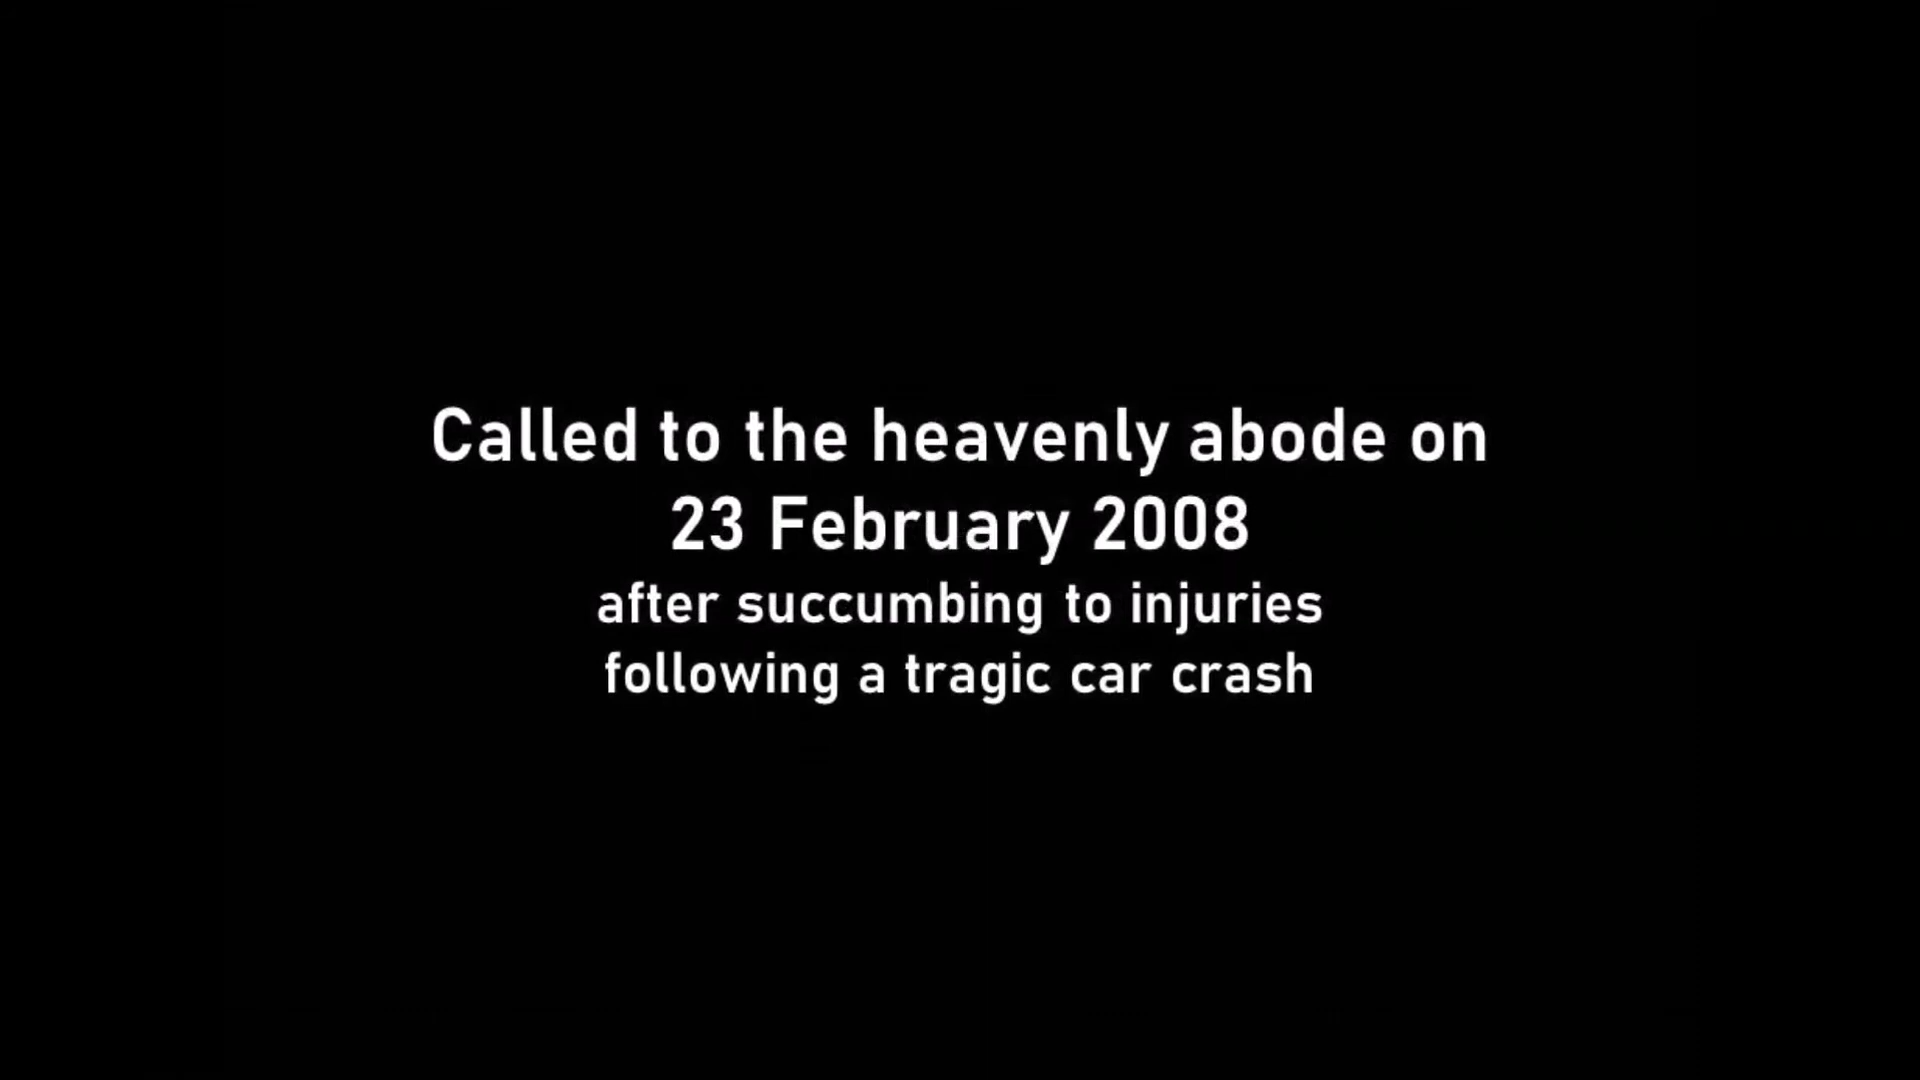 Called to the heavenly abode on
23 February 2008
after succumbing to injuries
following a tragic car crash